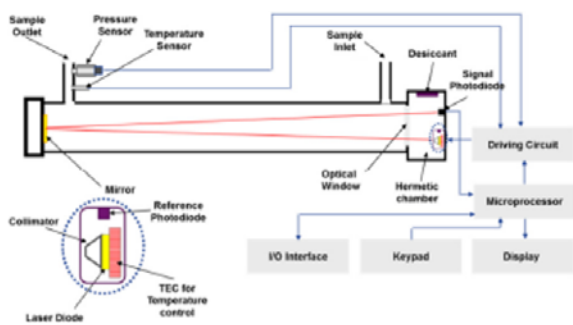 Sample
Outlet
Pressure
Sensor
Temperature
Sensor
Sample
Inlet
Desiccant
Signal
Photodiode
Driving Circuit
Optical
Window
Hermetic
chamber
Mirror
Reference
Photodiode
Collimator
Microprocessor
I/O Interface
Keypad
Display
TEC for
Temperature
control
Laser Diode